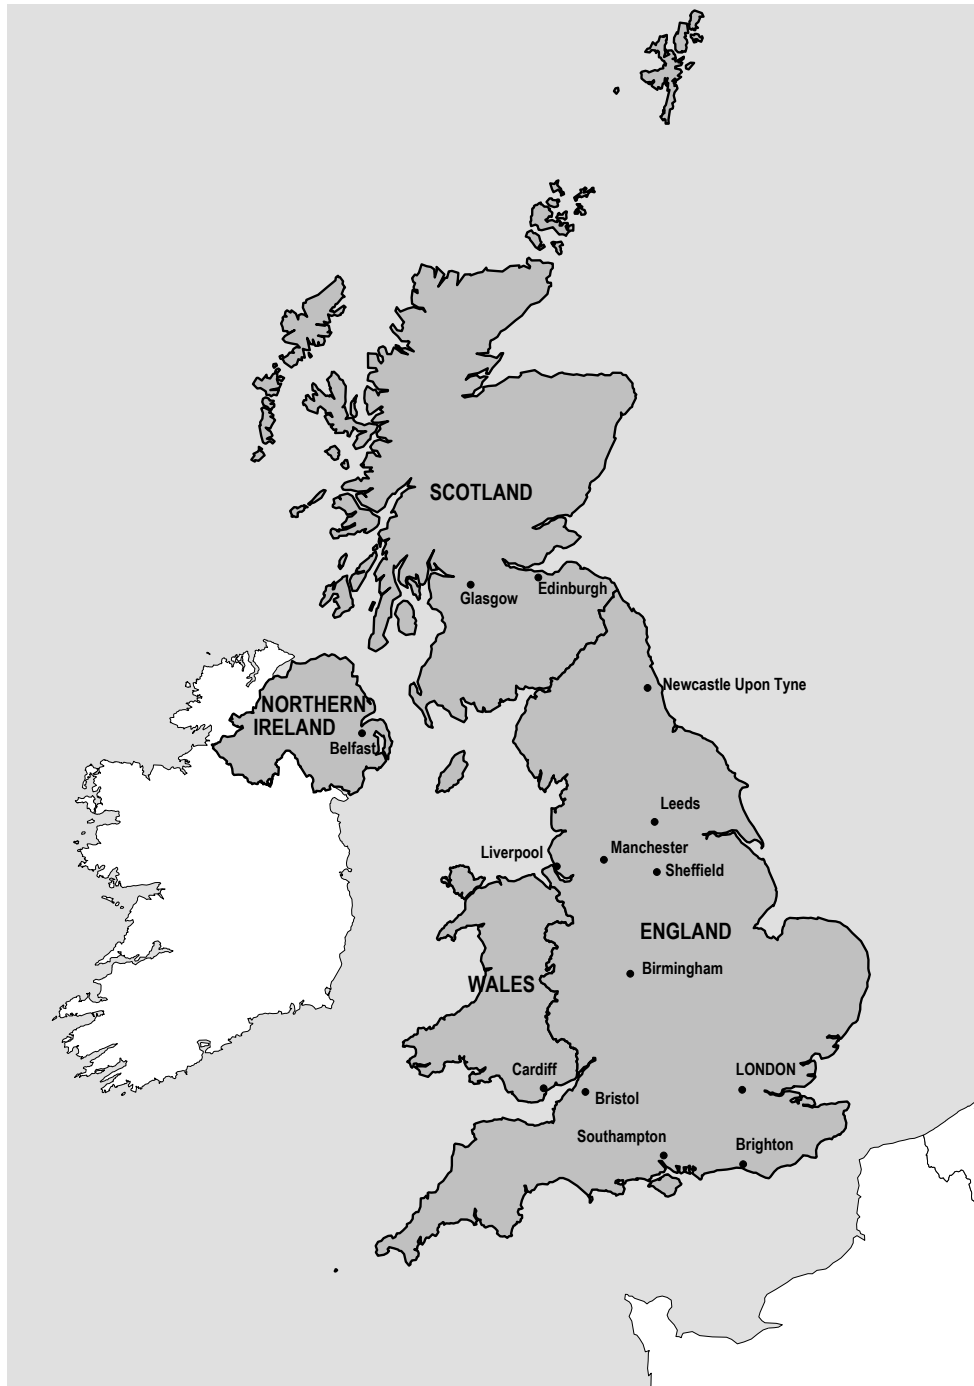 SCOTLAND
Edinburgh
Glasgow
Newcastle Upon Tyne
NORTHERN
IRELAND
Belfast
Leeds
Manchester
Liverpool
Sheffield
ENGLAND
Birmingham
WALES
Cardiff
LONDON
Bristol
Southampton
Brighton